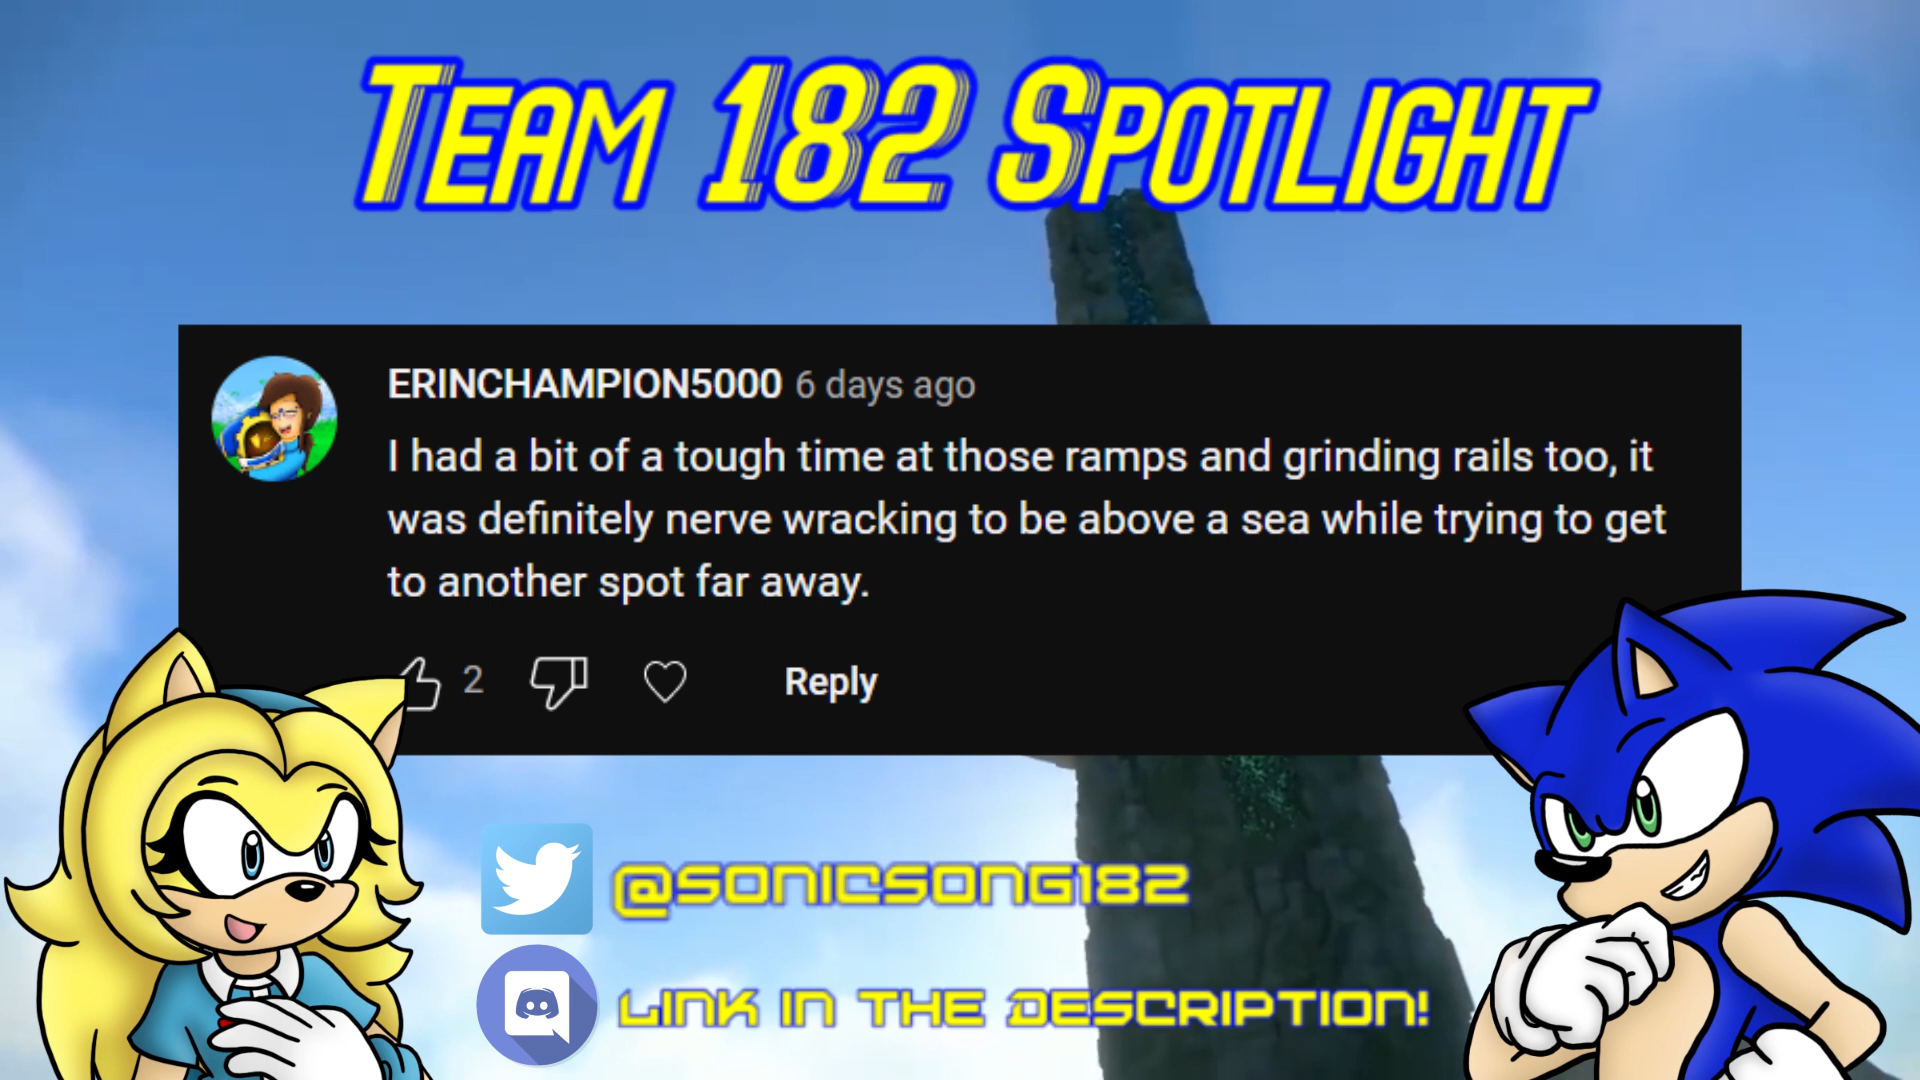 TEAM 182 SPOTLIGHT
ERINCHAMPION5000 6 days ago
I had a bit of a tough time at those ramps and grinding rails too, it
was definitely nerve wracking to be above a sea while trying to get
to another spot far away.
2 Reply
@SONICSONG182
LINK IN THE DESCRIPTION!